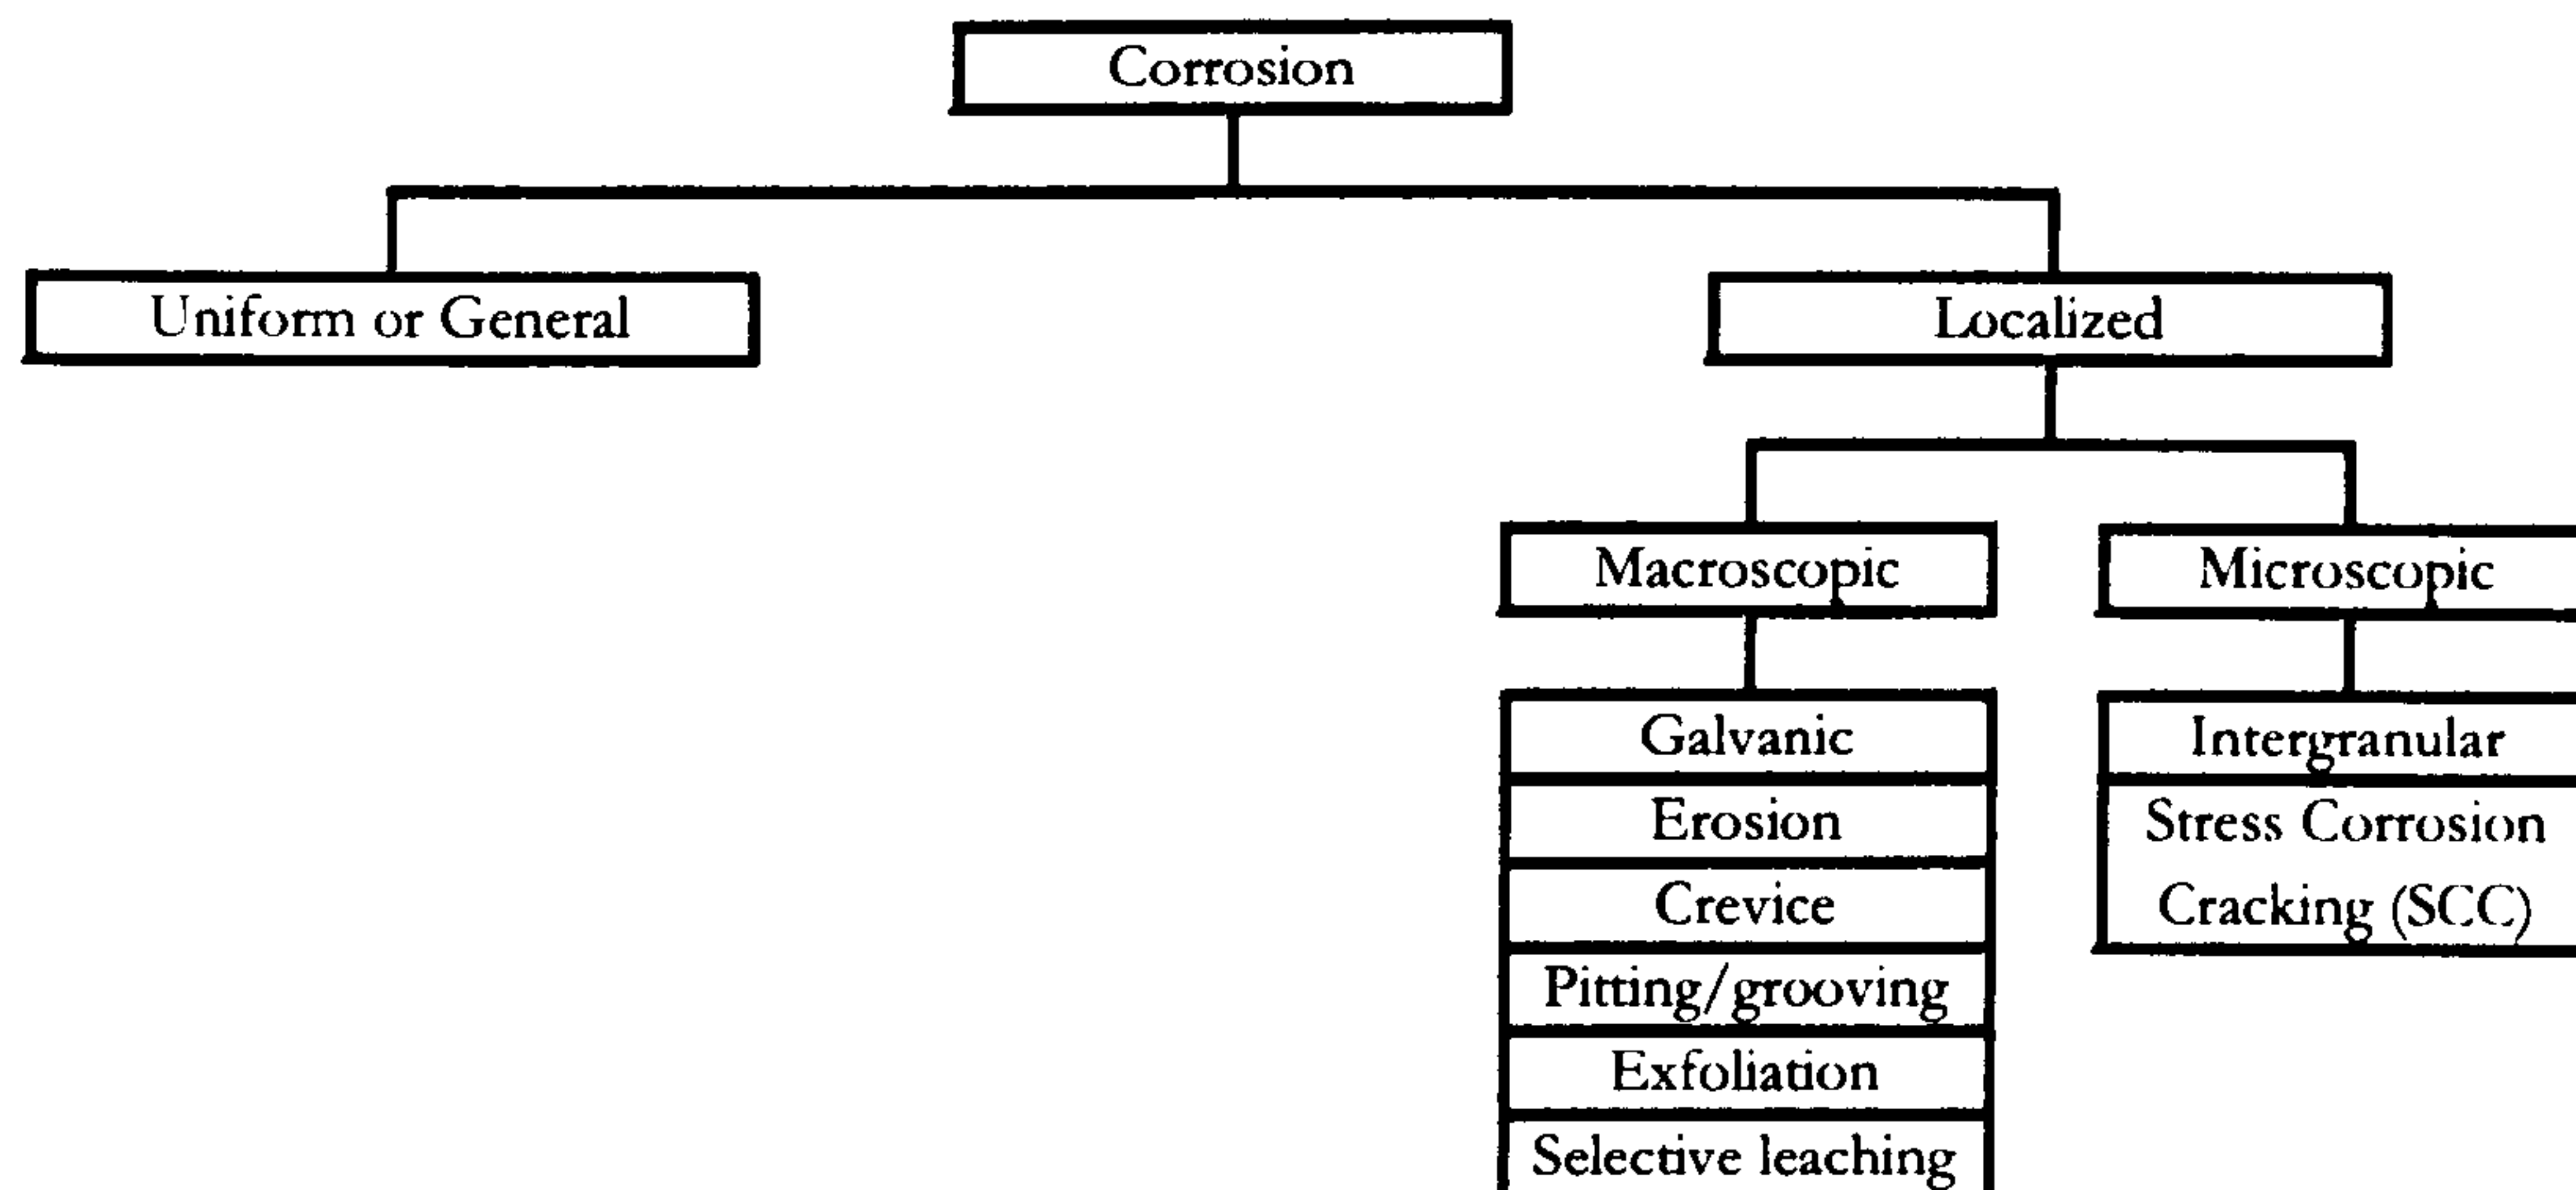 Corrosion
Uniform or General
Localized
Macroscopic
Microscopic
Galvanic
Erosion
Crevice
Pitting/grooving
Exfoliation
Selective leaching
Intergranular
Stress Corrosion
Cracking (SCC)